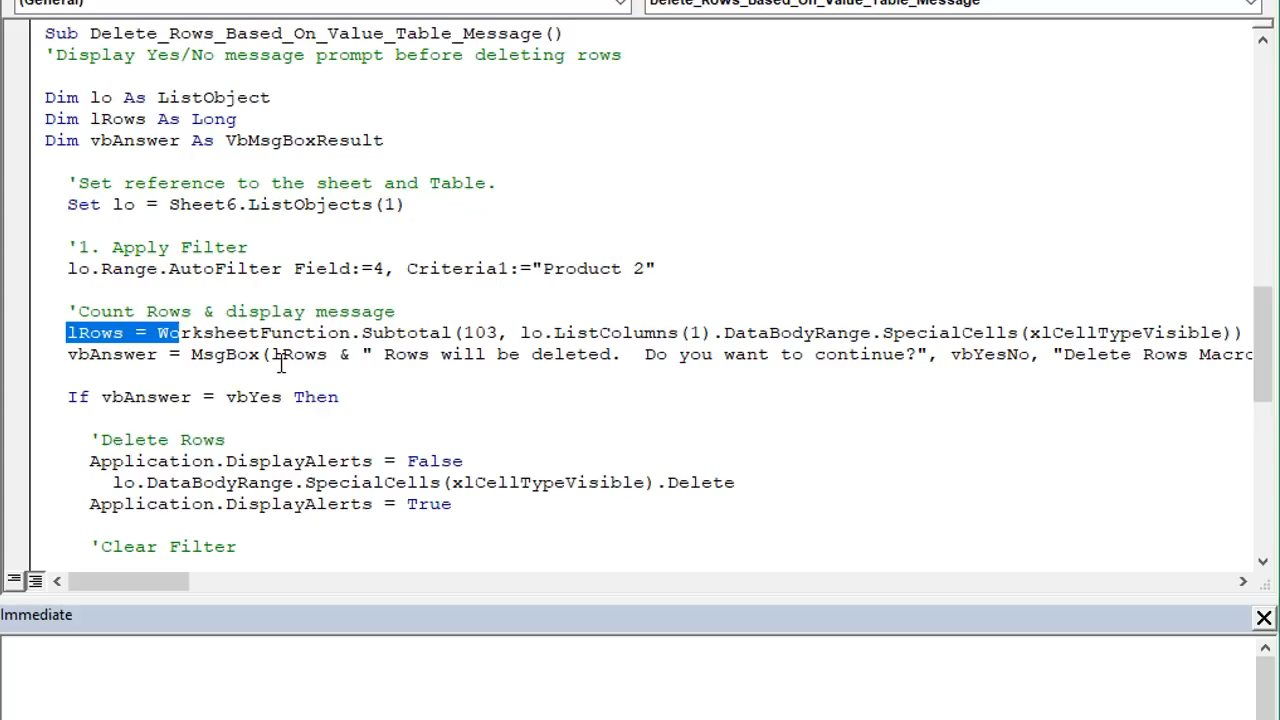 (General) Delete_Rows_Based_On_Value_Table_Message
Sub Delete_Rows_Based_On_Value_Table_Message()
'Display Yes/No message prompt before deleting rows
Dim lo As ListObject
Dim lRows As Long
Dim vbAnswer As VbMsgBoxResult
'Set reference to the sheet and Table.
Set lo = Sheet6.ListObjects(1)
'1. Apply Filter
lo.Range.AutoFilter Field:=4, Criteria1:="Product 2"
'Count Rows & display message
lRows = WorksheetFunction.Subtotal(103, lo.ListColumns(1).DataBodyRange.SpecialCells(xlCellTypeVisible))
vbAnswer = MsgBox(lRows & " Rows will be deleted.  Do you want to continue?", vbYesNo, "Delete Rows Macro
If vbAnswer = vbYes Then
'Delete Rows
Application.DisplayAlerts = False
lo.DataBodyRange.SpecialCells(xlCellTypeVisible).Delete
Application.DisplayAlerts = True
'Clear Filter
Immediate